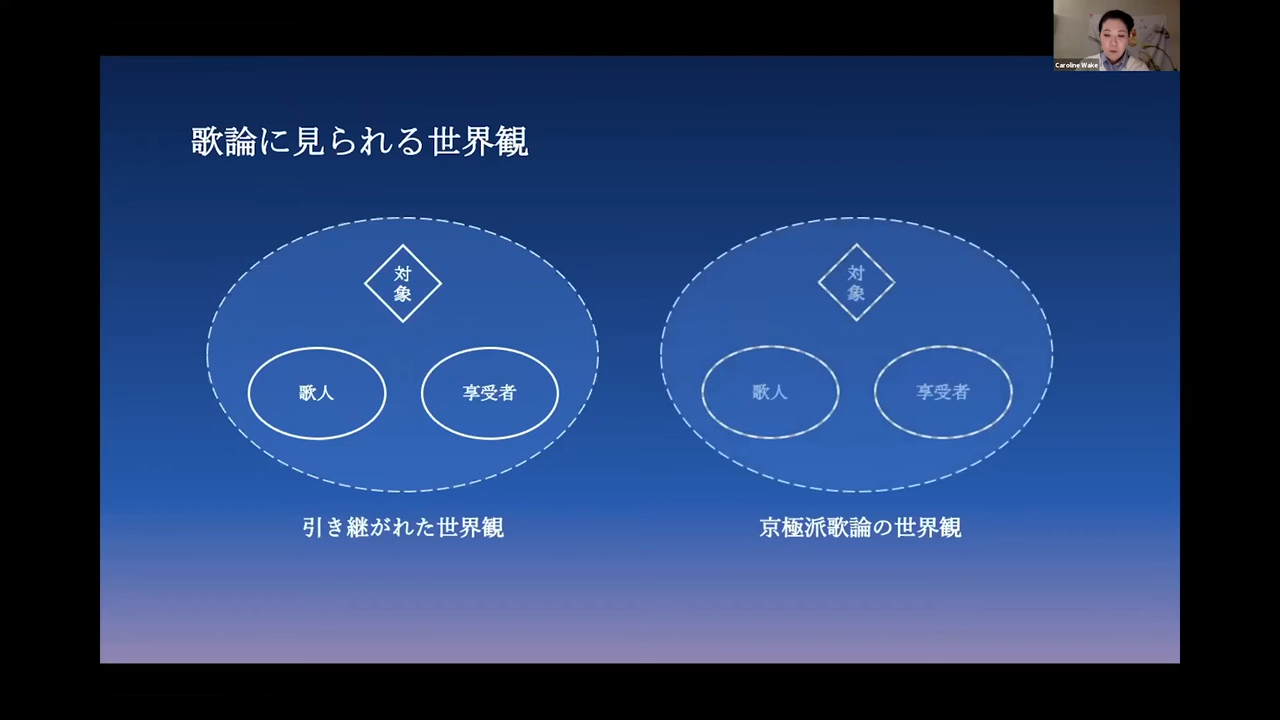 Caroline Wake
歌論に見られる世界観
対
象
歌人
享受者
引き継がれた世界観
対
象
歌人
享受者
京極派歌論の世界観